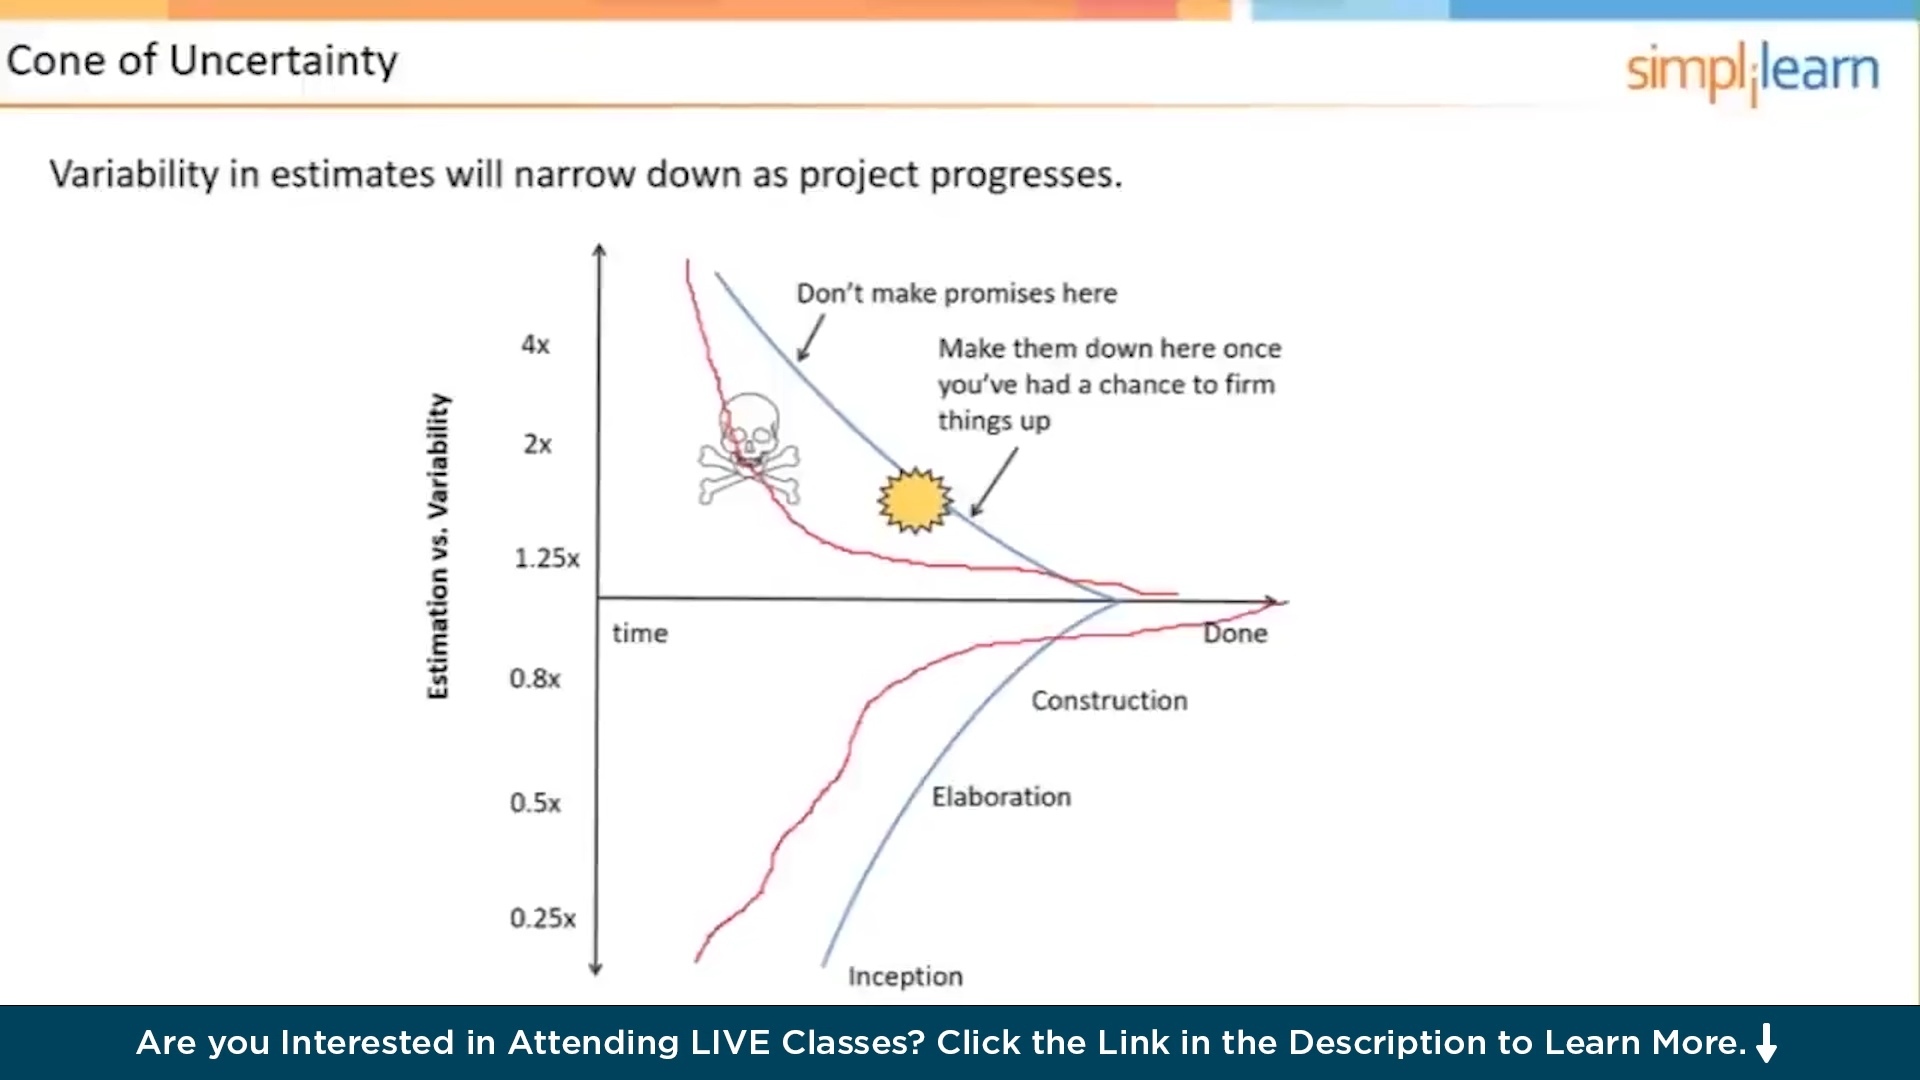 Cone of Uncertainty
simplilearn
Variability in estimates will narrow down as project progresses.
Don't make promises here
Make them down here once
you've had a chance to firm
things up
4x
2x
1.25x
Estimation vs. Variability
time
Done
0.8x
Construction
0.5x
Elaboration
0.25x
Inception
Are you Interested in Attending LIVE Classes? Click the Link in the Description to Learn More.